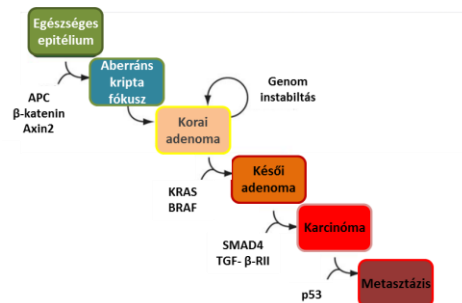 Egészséges
epitélium
Aberráns
kripta
fókusz
APC
β-katenin
Axin2
Genom
instabiltás
Korai
adenoma
KRAS
BRAF
Késői
adenoma
SMAD4
TGF- β-RII
Karcinóma
p53
Metasztázis